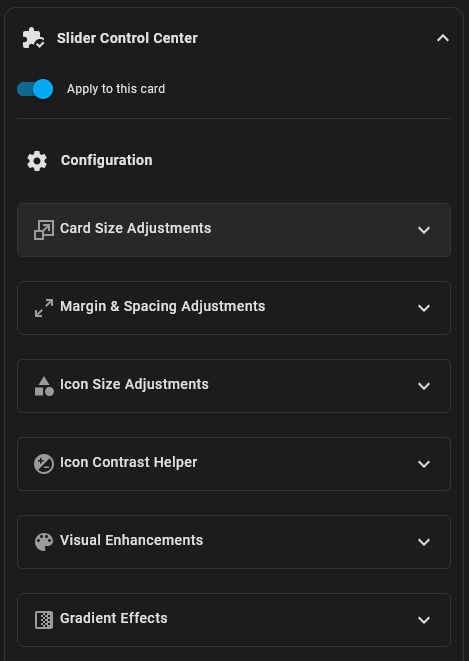 Slider Control Center
Apply to this card
Configuration
Card Size Adjustments
Margin & Spacing Adjustments
Icon Size Adjustments
Icon Contrast Helper
Visual Enhancements
Gradient Effects